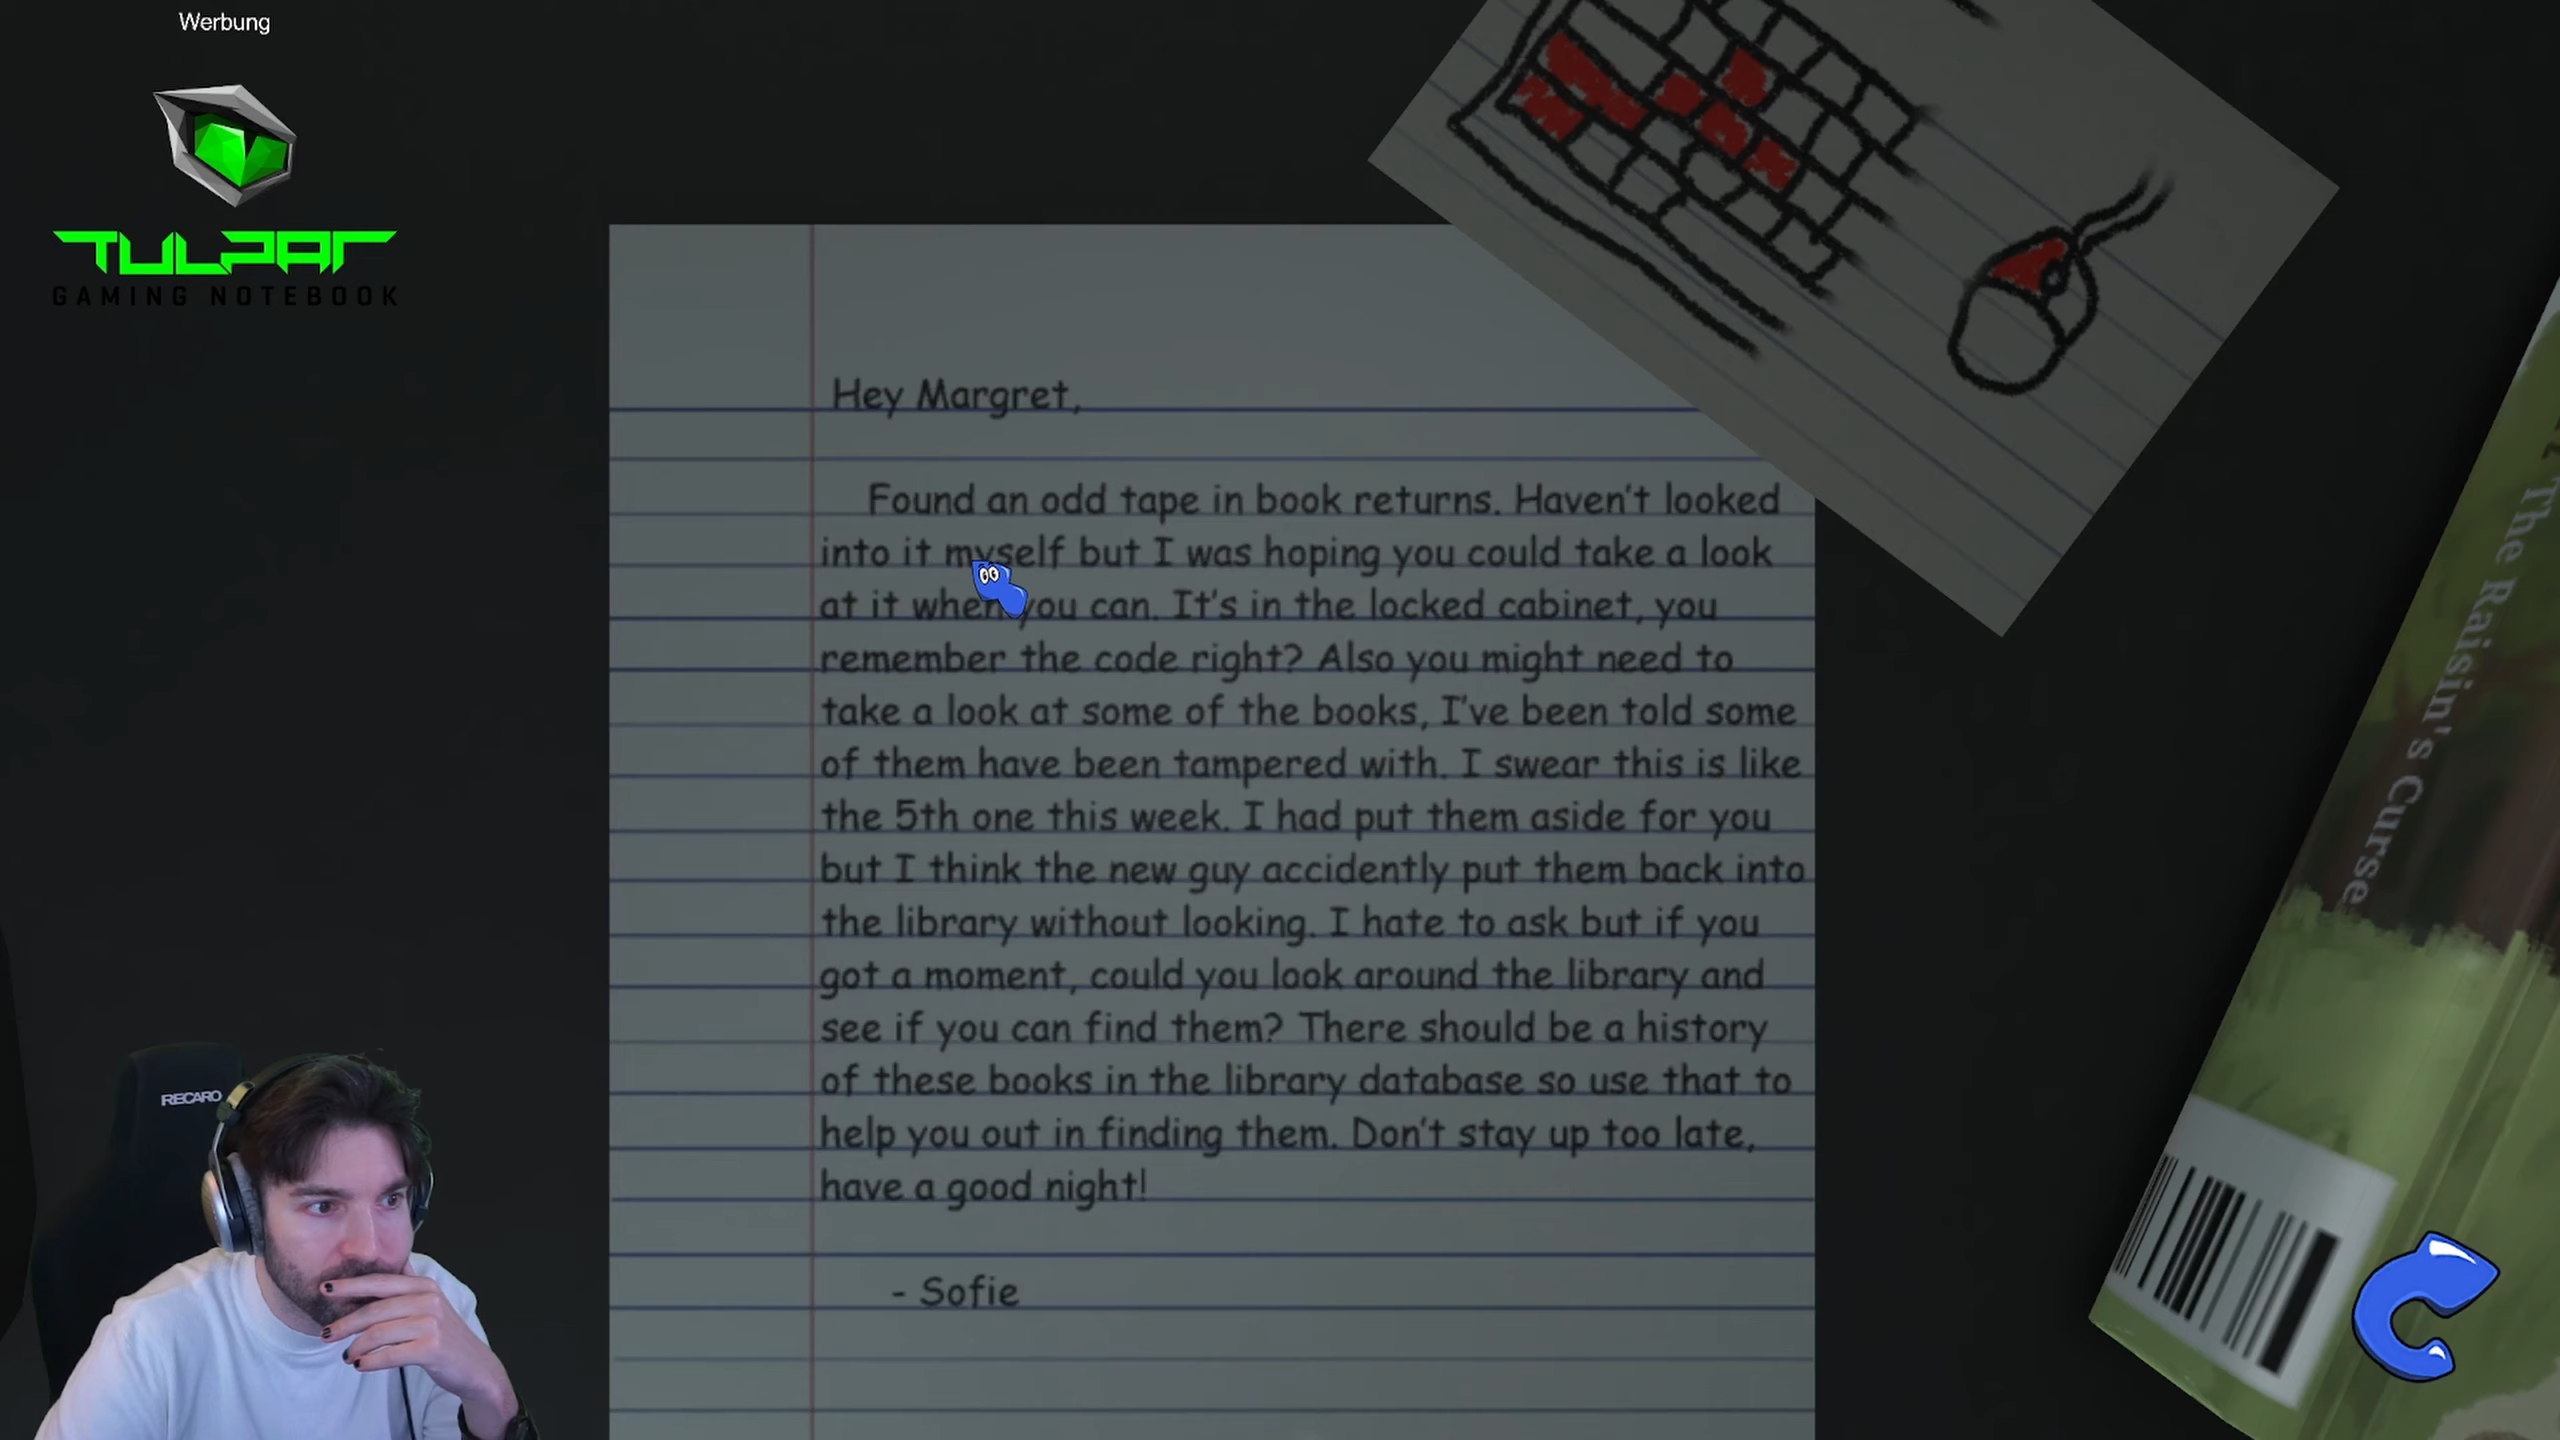 Werbung
TULPAR
GAMING NOTEBOOK
Hey Margret,
Found an odd tape in book returns. Haven't looked
into it myself but I was hoping you could take a look
at it when you can. It's in the locked cabinet, you
remember the code right? Also you might need to
take a look at some of the books, I've been told some
of them have been tampered with. I swear this is like
the 5th one this week. I had put them aside for you
but I think the new guy accidently put them back into
the library without looking. I hate to ask but if you
got a moment, could you look around the library and
see if you can find them? There should be a history
of these books in the library database so use that to
help you out in finding them. Don't stay up too late,
have a good night!
- Sofie
The Raisin's Curse
RECARO